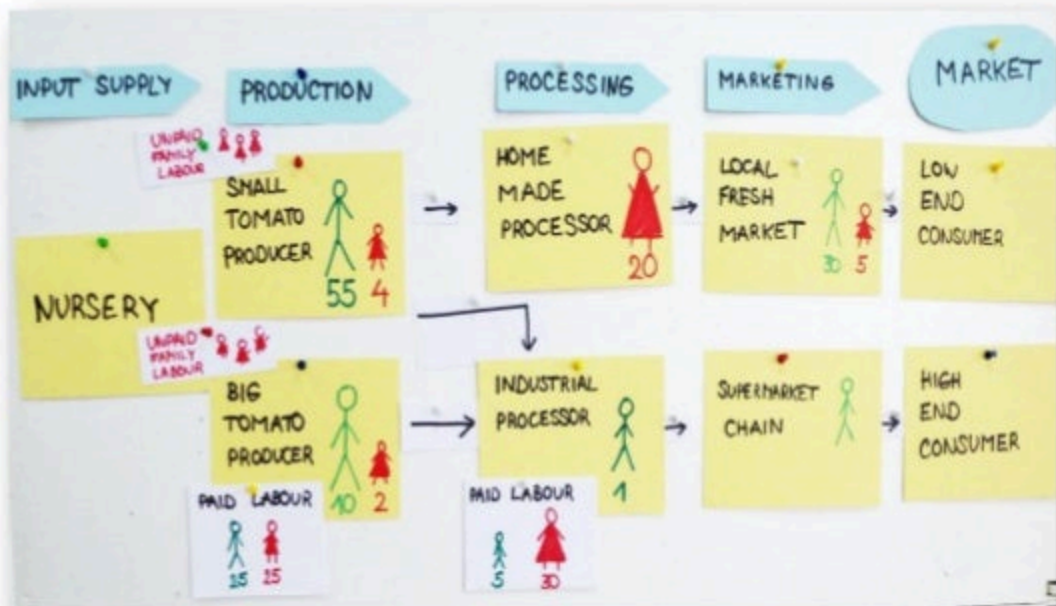 INPUT SUPPLY
PRODUCTION
PROCESSING
MARKETING
MARKET
NURSERY
UNPAID
FAMILY
LABOUR
SMALL
TOMATO
PRODUCER
55 4
HOME
MADE
PROCESSOR
20
LOCAL
FRESH
MARKET
30 5
LOW
END
CONSUMER
UNPAID
FAMILY
LABOUR
BIG
TOMATO
PRODUCER
10 2
PAID LABOUR
25 25
INDUSTRIAL
PROCESSOR
1
PAID LABOUR
5 30
SUPERMARKET
CHAIN
HIGH
END
CONSUMER